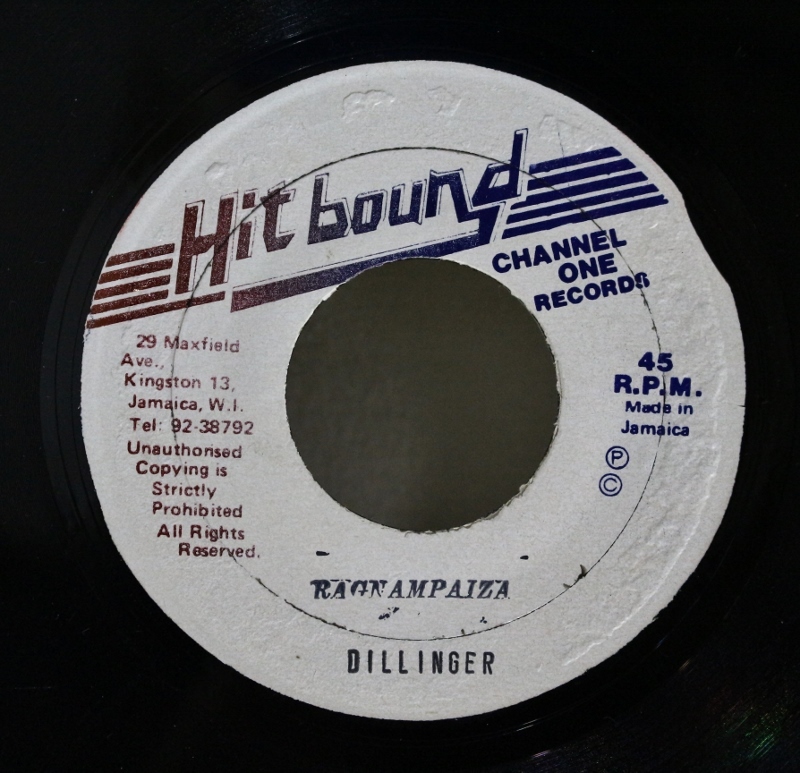 Hit bound
CHANNEL
ONE
RECORDS
29 Maxfield
Ave.,
Kingston 13,
Jamaica, W.I.
Tel: 92-38792
Unauthorised
Copying is
Strictly
Prohibited
All Rights
Reserved.
45
R.P.M.
Made in
Jamaica
Ⓟ
©
RAGNAMPAIZA
DILLINGER